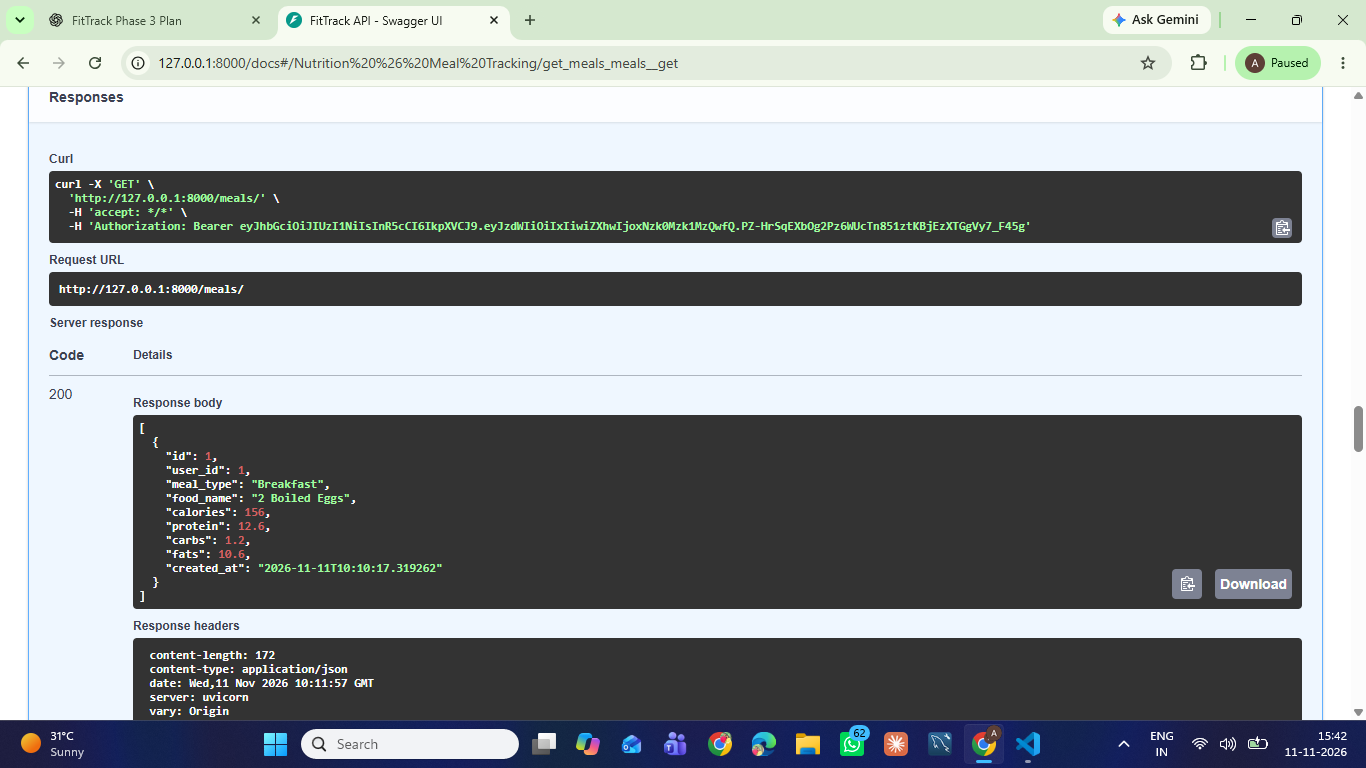 FitTrack Phase 3 Plan
FitTrack API - Swagger UI
Ask Gemini
127.0.0.1:8000/docs#/Nutrition%20%26%20Meal%20Tracking/get_meals_meals__get
A
Paused
Responses
Curl
curl -X 'GET' \
'http://127.0.0.1:8000/meals/' \
-H 'accept: */*' \
-H 'Authorization: Bearer eyJhbGciOiJIUzI1NiIsInR5cCI6IkpXVCJ9.eyJzdWIiOiIxIiwiZXhwIjoxNzk0Mzk1MzQwfQ.PZ-HrSqEXbOg2Pz6WUcTn851ztKBjEzXTGgVy7_F45g'
Request URL
http://127.0.0.1:8000/meals/
Server response
Code Details
200
Response body
[
{
"id": 1,
"user_id": 1,
"meal_type": "Breakfast",
"food_name": "2 Boiled Eggs",
"calories": 156,
"protein": 12.6,
"carbs": 1.2,
"fats": 10.6,
"created_at": "2026-11-11T10:10:17.319262"
}
]
Download
Response headers
content-length: 172
content-type: application/json
date: Wed,11 Nov 2026 10:11:57 GMT
server: uvicorn
vary: Origin
31°C
Sunny
Search
62
A
ENG
IN
15:42
11-11-2026